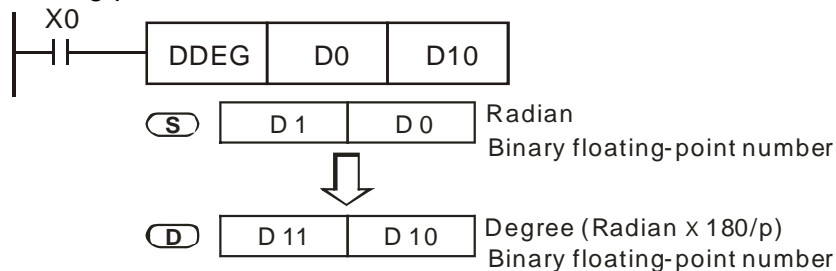 X0
DDEG D0 D10
S D 1 D 0 Radian
Binary floating-point number
D D 11 D 10 Degree (Radian x 180/p)
Binary floating-point number